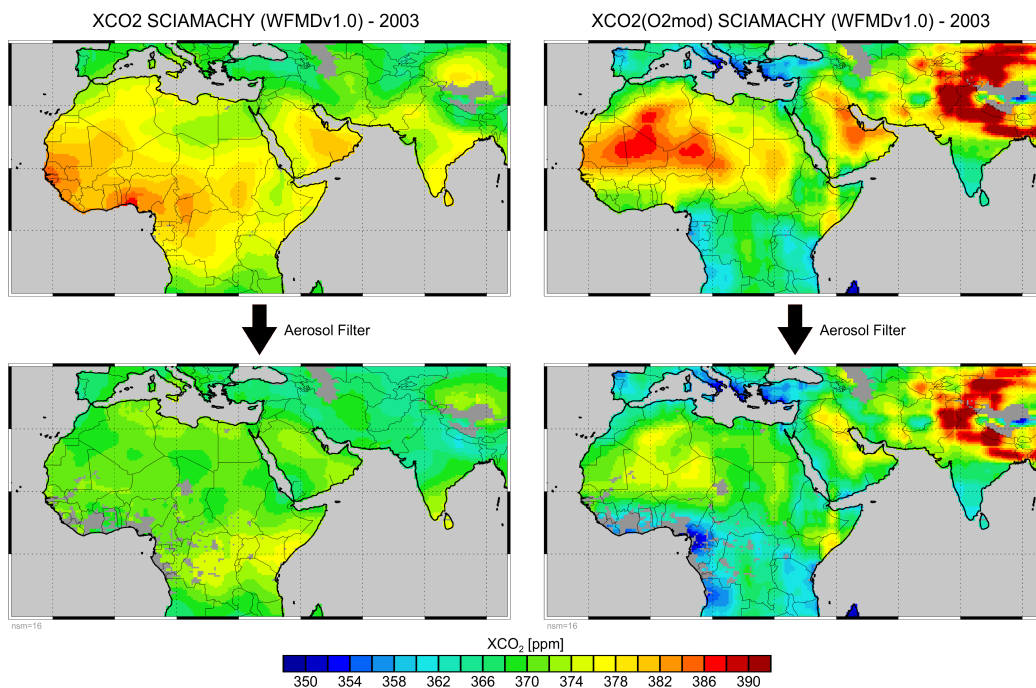 XCO2 SCIAMACHY (WFMDv1.0) - 2003
XCO2(O2mod) SCIAMACHY (WFMDv1.0) - 2003
Aerosol Filter
Aerosol Filter
nsm=16
nsm=16
XCO₂ [ppm]
350 354 358 362 366 370 374 378 382 386 390